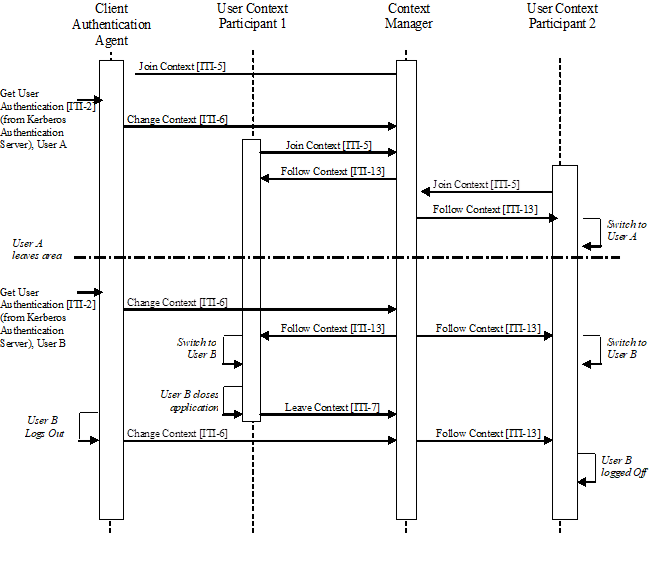 Client
Authentication
Agent
User Context
Participant 1
Context
Manager
User Context
Participant 2
Join Context [ITI-5]
Get User
Authentication [ITI-2]
(from Kerberos
Authentication
Server), User A
Change Context [ITI-6]
Join Context [ITI-5]
Follow Context [ITI-13]
Join Context [ITI-5]
Follow Context [ITI-13]
Switch to
User A
User A
leaves area
Get User
Authentication [ITI-2]
(from Kerberos
Authentication
Server), User B
Change Context [ITI-6]
Follow Context [ITI-13]
Follow Context [ITI-13]
Switch to
User B
Switch to
User B
User B closes
application
Leave Context [ITI-7]
User B
Logs Out
Change Context [ITI-6]
Follow Context [ITI-13]
User B
logged Off